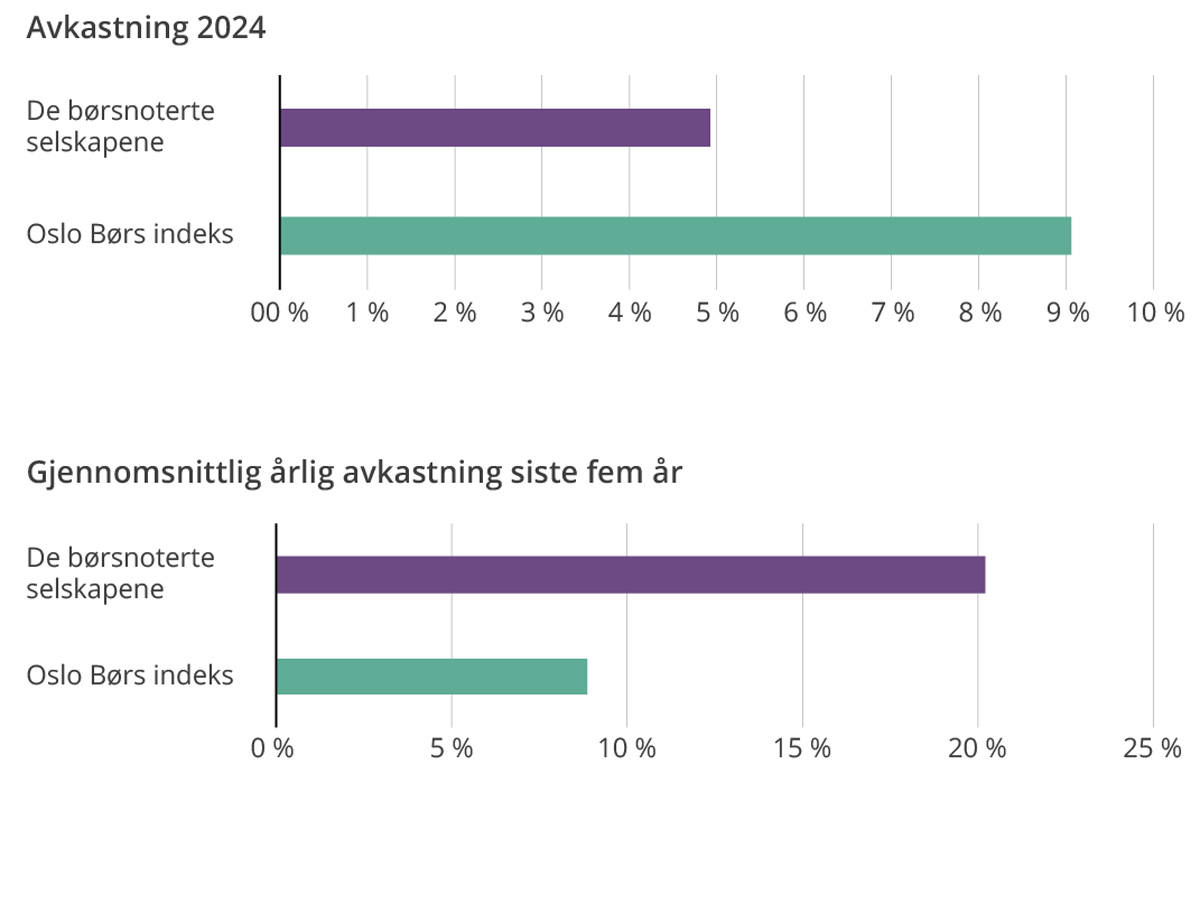 Avkastning 2024
De børsnoterte
selskapene
Oslo Børs indeks
00 % 1 % 2 % 3 % 4 % 5 % 6 % 7 % 8 % 9 % 10 %
Gjennomsnittlig årlig avkastning siste fem år
De børsnoterte
selskapene
Oslo Børs indeks
0 % 5 % 10 % 15 % 20 % 25 %